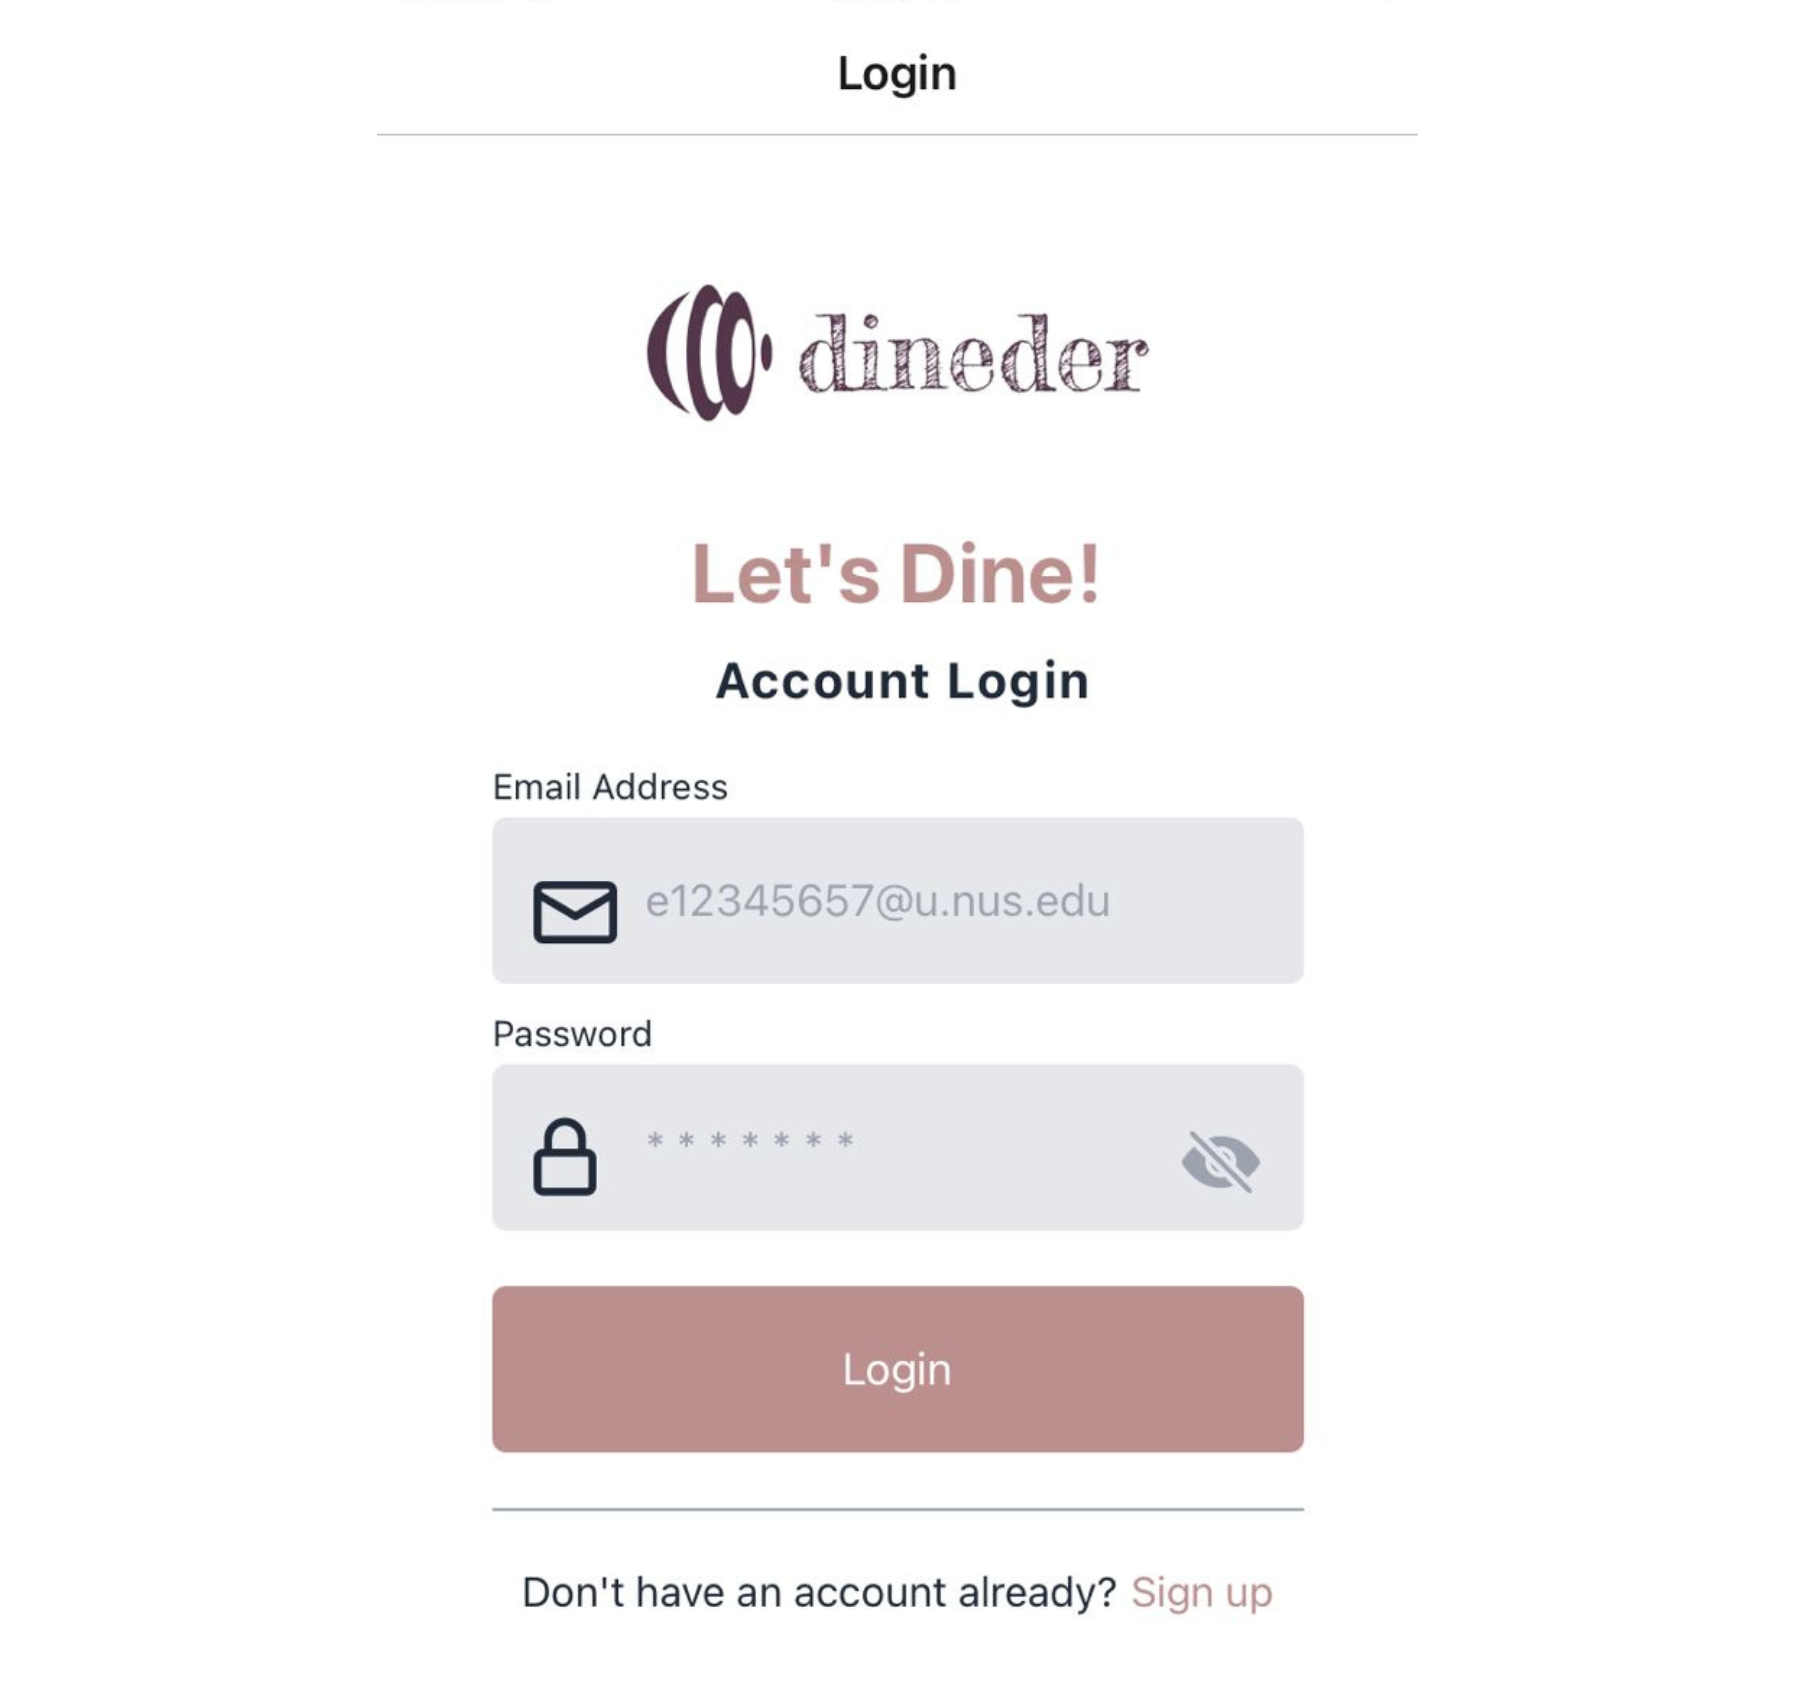 Login
dineder
Let's Dine!
Account Login
Email Address
e12345657@u.nus.edu
Password
* * * * * * *
Login
Don't have an account already? Sign up